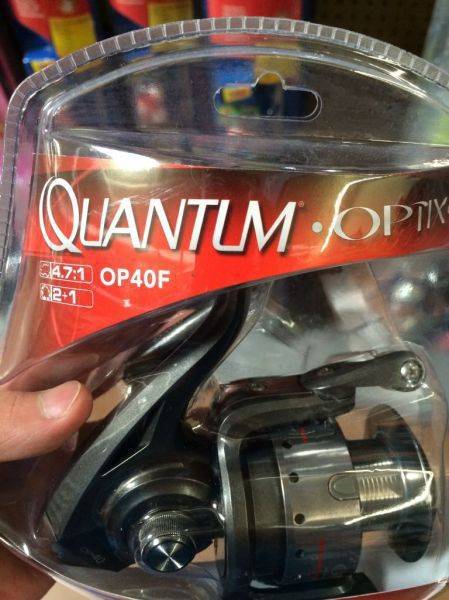 QUANTUM® · OPTIX
4.7:1 OP40F
2+1